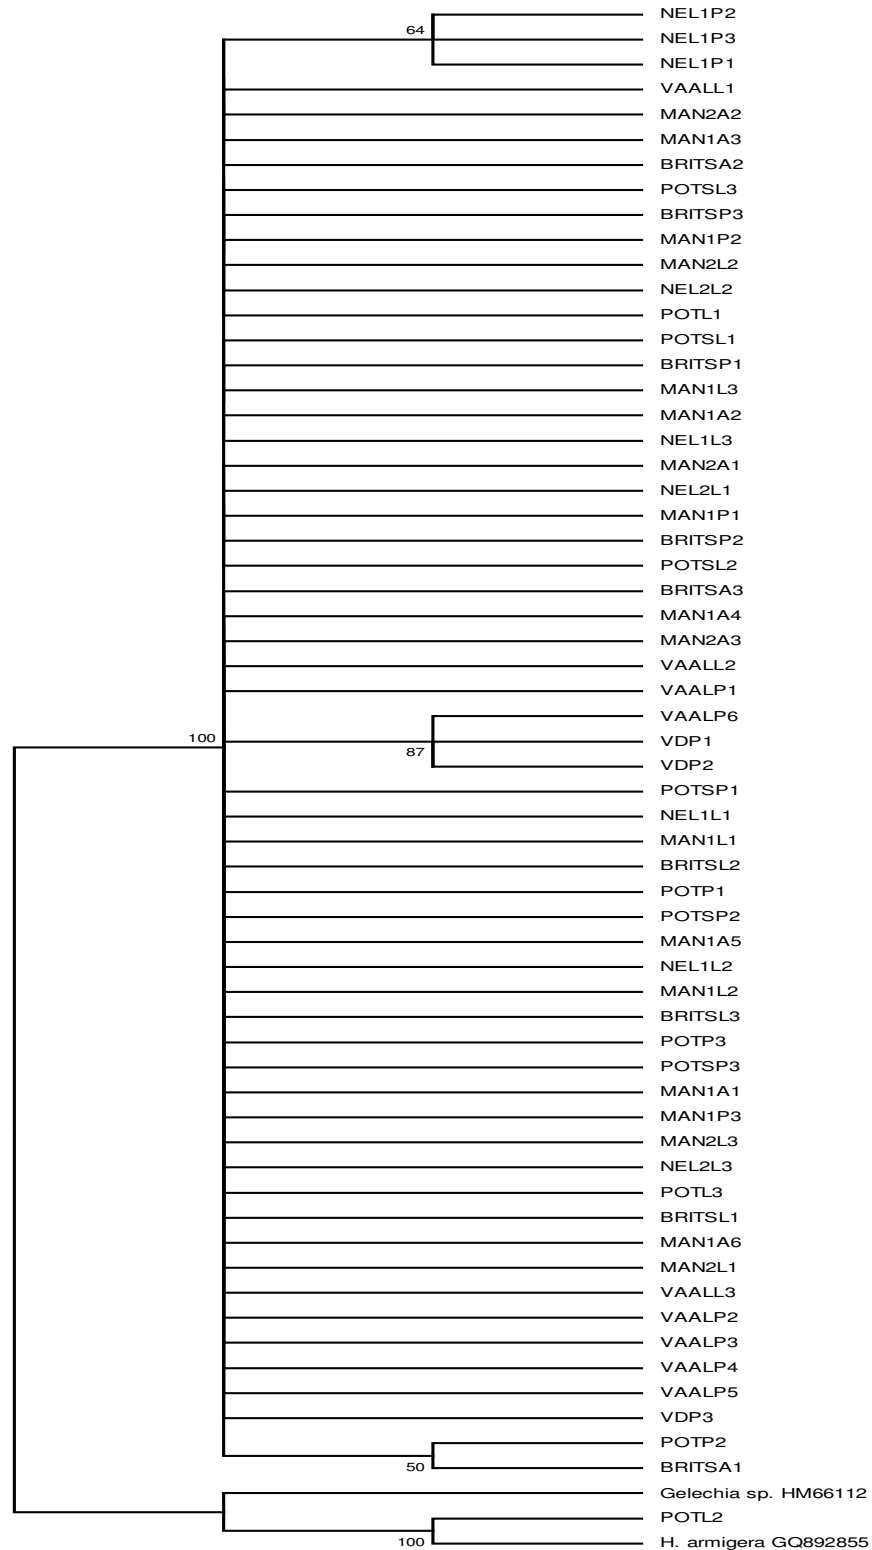 NEL1P2
64
NEL1P3
NEL1P1
VAALL1
MAN2A2
MAN1A3
BRITSA2
POTSL3
BRITSP3
MAN1P2
MAN2L2
NEL2L2
POTL1
POTSL1
BRITSP1
MAN1L3
MAN1A2
NEL1L3
MAN2A1
NEL2L1
MAN1P1
BRITSP2
POTSL2
BRITSA3
MAN1A4
MAN2A3
VAALL2
VAALP1
VAALP6
100
VDP1
87
VDP2
POTSP1
NEL1L1
MAN1L1
BRITSL2
POTP1
POTSP2
MAN1A5
NEL1L2
MAN1L2
BRITSL3
POTP3
POTSP3
MAN1A1
MAN1P3
MAN2L3
NEL2L3
POTL3
BRITSL1
MAN1A6
MAN2L1
VAALL3
VAALP2
VAALP3
VAALP4
VAALP5
VDP3
POTP2
50
BRITSA1
Gelechia sp. HM66112
POTL2
100
H. armigera GQ892855